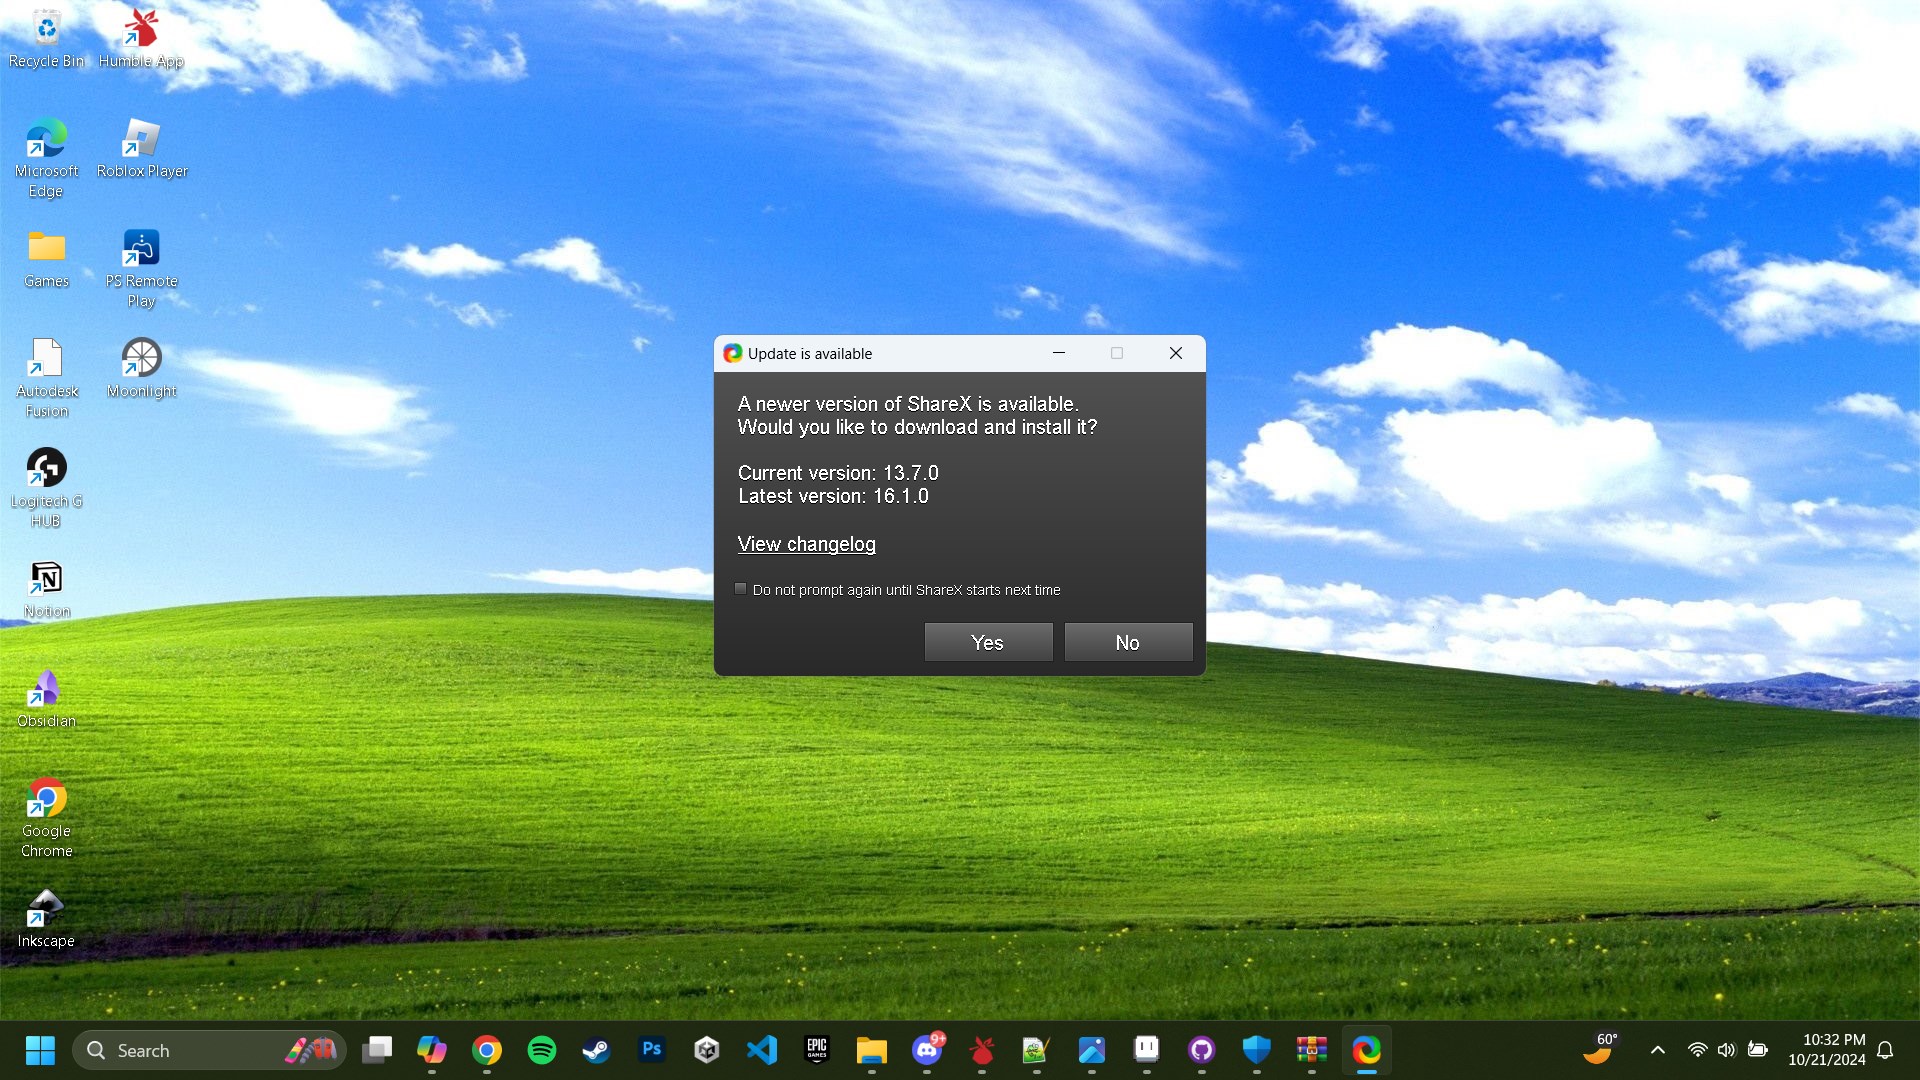 Recycle Bin
Humble App
Microsoft
Edge
Roblox Player
Games
PS Remote
Play
Autodesk
Fusion
Moonlight
Logitech G
HUB
Notion
Obsidian
Google
Chrome
Inkscape
Update is available
A newer version of ShareX is available.
Would you like to download and install it?
Current version: 13.7.0
Latest version: 16.1.0
View changelog
Do not prompt again until ShareX starts next time
Yes
No
Search
Ps
EPIC
GAMES
9+
60°
10:32 PM
10/21/2024